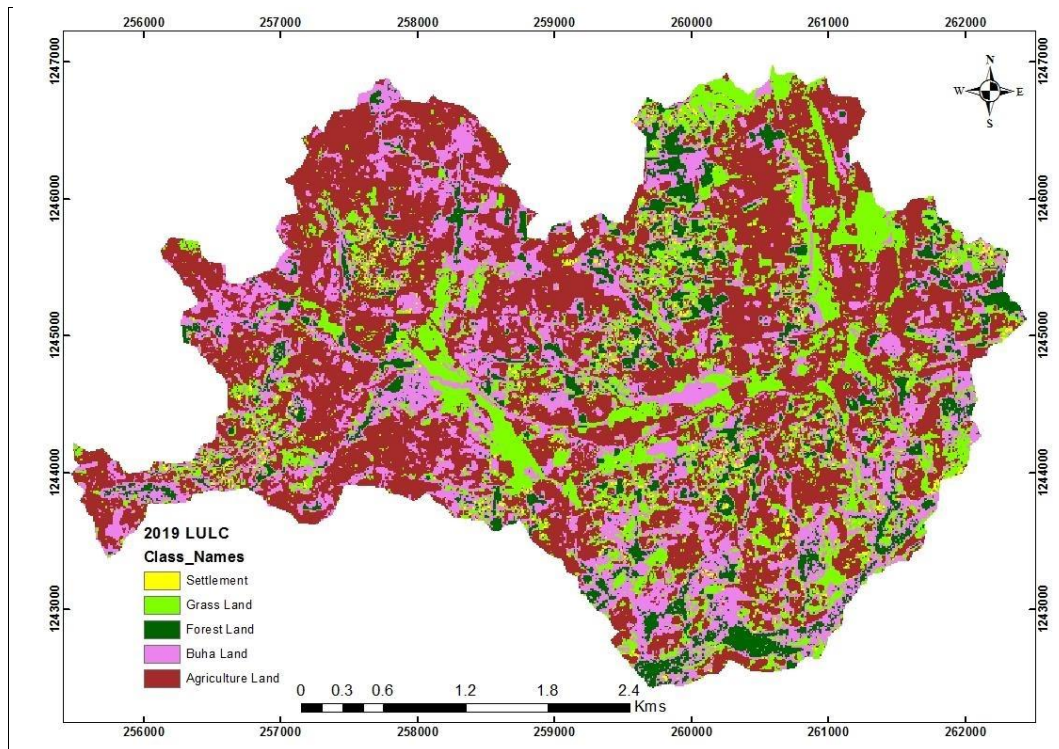 256000 257000 258000 259000 260000 261000 262000
1247000 1247000
N
W E
S
1246000 1246000
1245000 1245000
1244000 1244000
2019 LULC
Class_Names
Settlement
Grass Land
1243000 1243000
Forest Land
Buha Land
Agriculture Land
0 0.3 0.6 1.2 1.8 2.4
Kms
256000 257000 258000 259000 260000 261000 262000